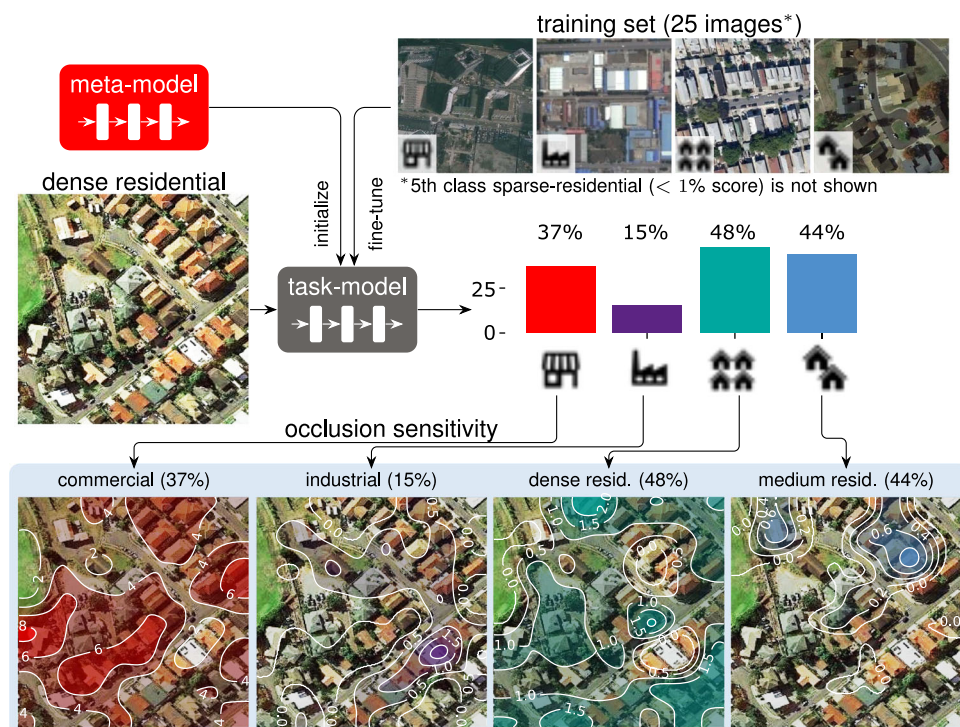 training set (25 images*)
meta-model
*5th class sparse-residential (< 1% score) is not shown
dense residential
initialize
fine-tune
37% 15% 48% 44%
task-model
25
0
occlusion sensitivity
commercial (37%) industrial (15%) dense resid. (48%) medium resid. (44%)